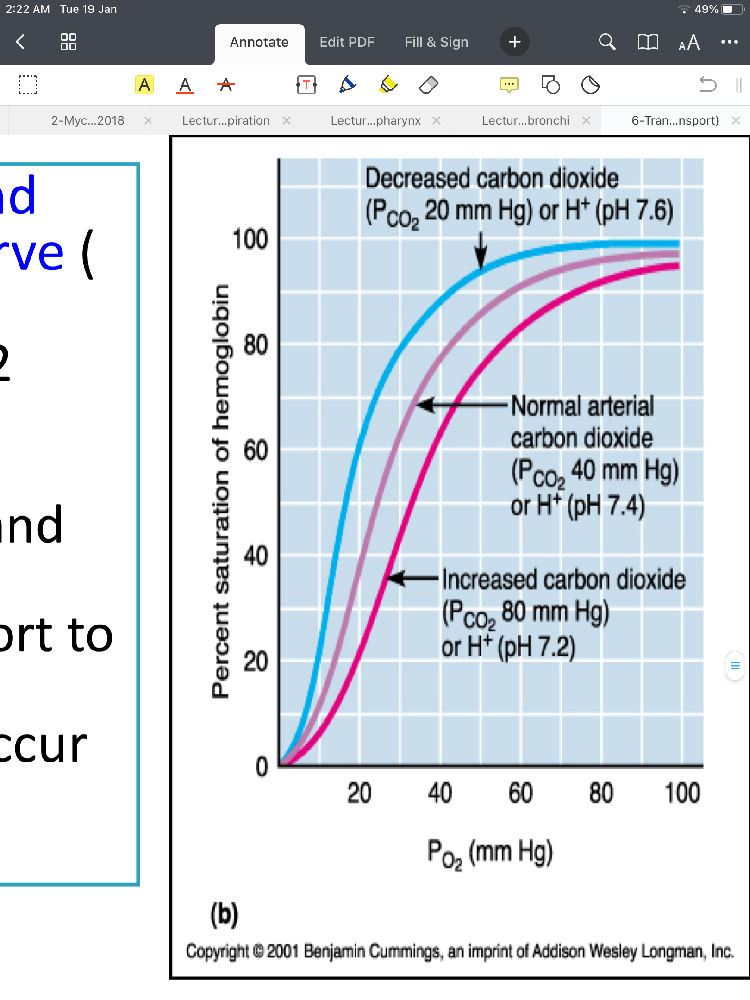 2:22 AM Tue 19 Jan 49%
Annotate Edit PDF Fill & Sign
AA
A A A T
2-Myc...2018 Lectur...piration Lectur...pharynx Lectur...bronchi 6-Tran...nsport)
nd
rve (
2
and
ort to
ccur
Decreased carbon dioxide
(PCO2 20 mm Hg) or H+ (pH 7.6)
100
80
60
40
20
0
Percent saturation of hemoglobin
Normal arterial
carbon dioxide
(PCO2 40 mm Hg)
or H+ (pH 7.4)
Increased carbon dioxide
(PCO2 80 mm Hg)
or H+ (pH 7.2)
20 40 60 80 100
PO2 (mm Hg)
(b)
Copyright © 2001 Benjamin Cummings, an imprint of Addison Wesley Longman, Inc.